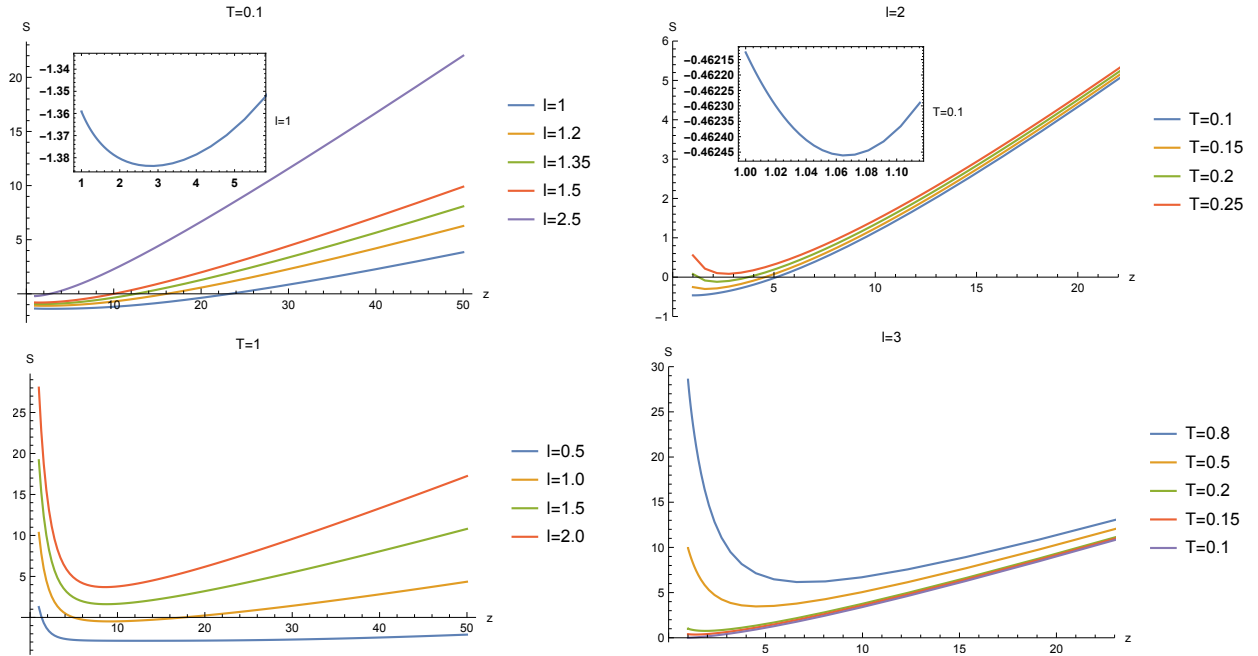 T=0.1
S
20
15
10
5
10
20
30
40
50
z
-1.34
-1.35
-1.36
-1.37
-1.38
1
2
3
4
5
l=1
l=1
l=1.2
l=1.35
l=1.5
l=2.5
l=2
S
6
5
4
3
2
1
0
-1
5
10
15
20
z
-0.46215
-0.46220
-0.46225
-0.46230
-0.46235
-0.46240
-0.46245
1.00
1.02
1.04
1.06
1.08
1.10
T=0.1
T=0.1
T=0.15
T=0.2
T=0.25
T=1
S
25
20
15
10
5
10
20
30
40
50
z
l=0.5
l=1.0
l=1.5
l=2.0
l=3
S
30
25
20
15
10
5
0
5
10
15
20
z
T=0.8
T=0.5
T=0.2
T=0.15
T=0.1